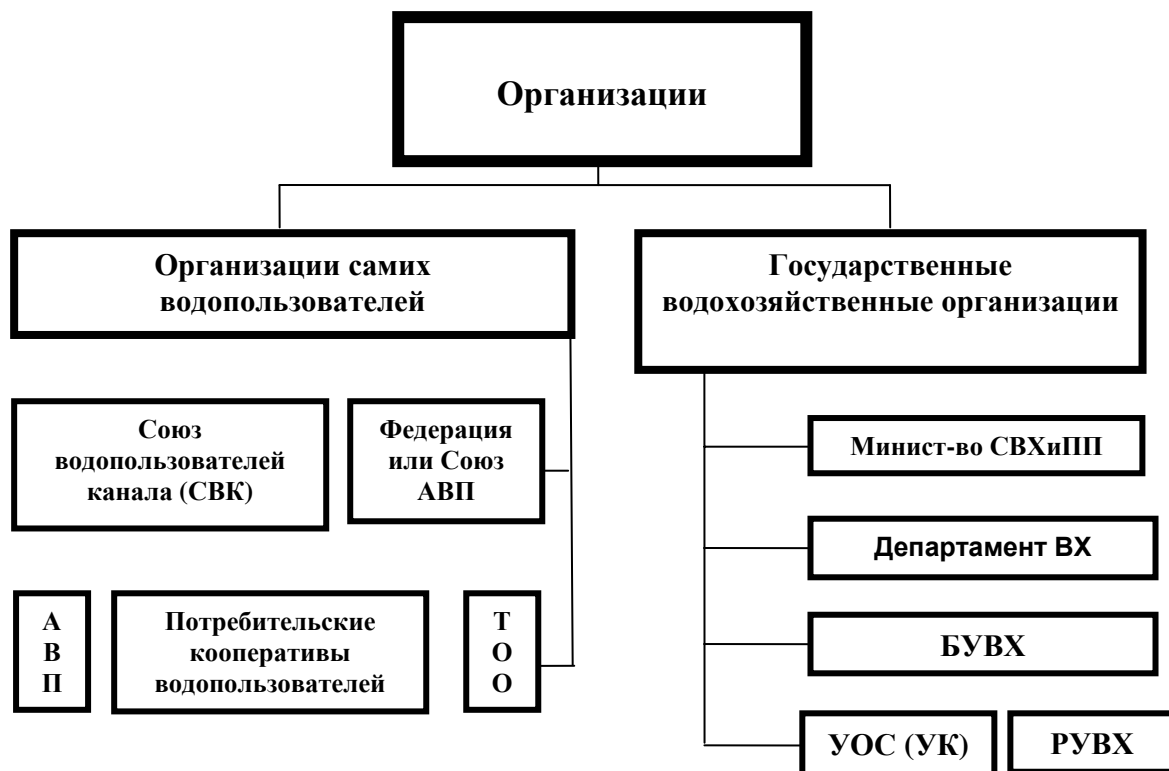 Организации
Организации самих
водопользователей
Государственные
водохозяйственные организации
Союз
водопользователей
канала (СВК)
Федерация
или Союз
АВП
Минист-во СВХиПП
Департамент ВХ
А
В
П
Потребительские
кооперативы
водопользователей
Т
О
О
БУВХ
УОС (УК)
РУВХ